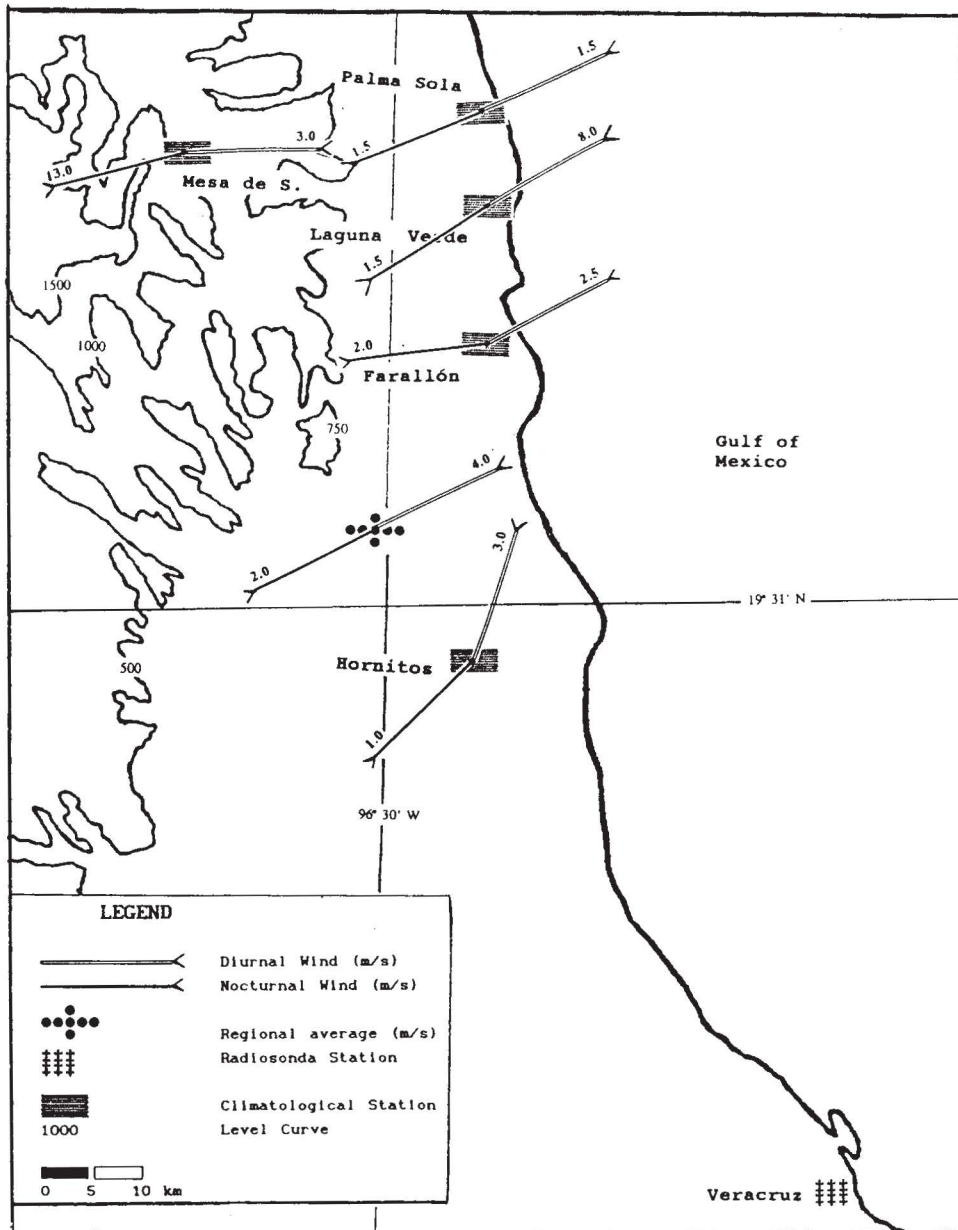 1.5
Palma Sola
8.0
3.0
1.5
13.0
Mesa de S.
Laguna Verde
1.5
1500
2.5
1000
2.0
Farallón
750
Gulf of
Mexico
4.0
3.0
2.0
19° 31' N
Hornitos
500
1.0
96° 30' W
LEGEND
Diurnal Wind (m/s)
Nocturnal Wind (m/s)
Regional average (m/s)
Radiosonda Station
Climatological Station
1000 Level Curve
0 5 10 km
Veracruz